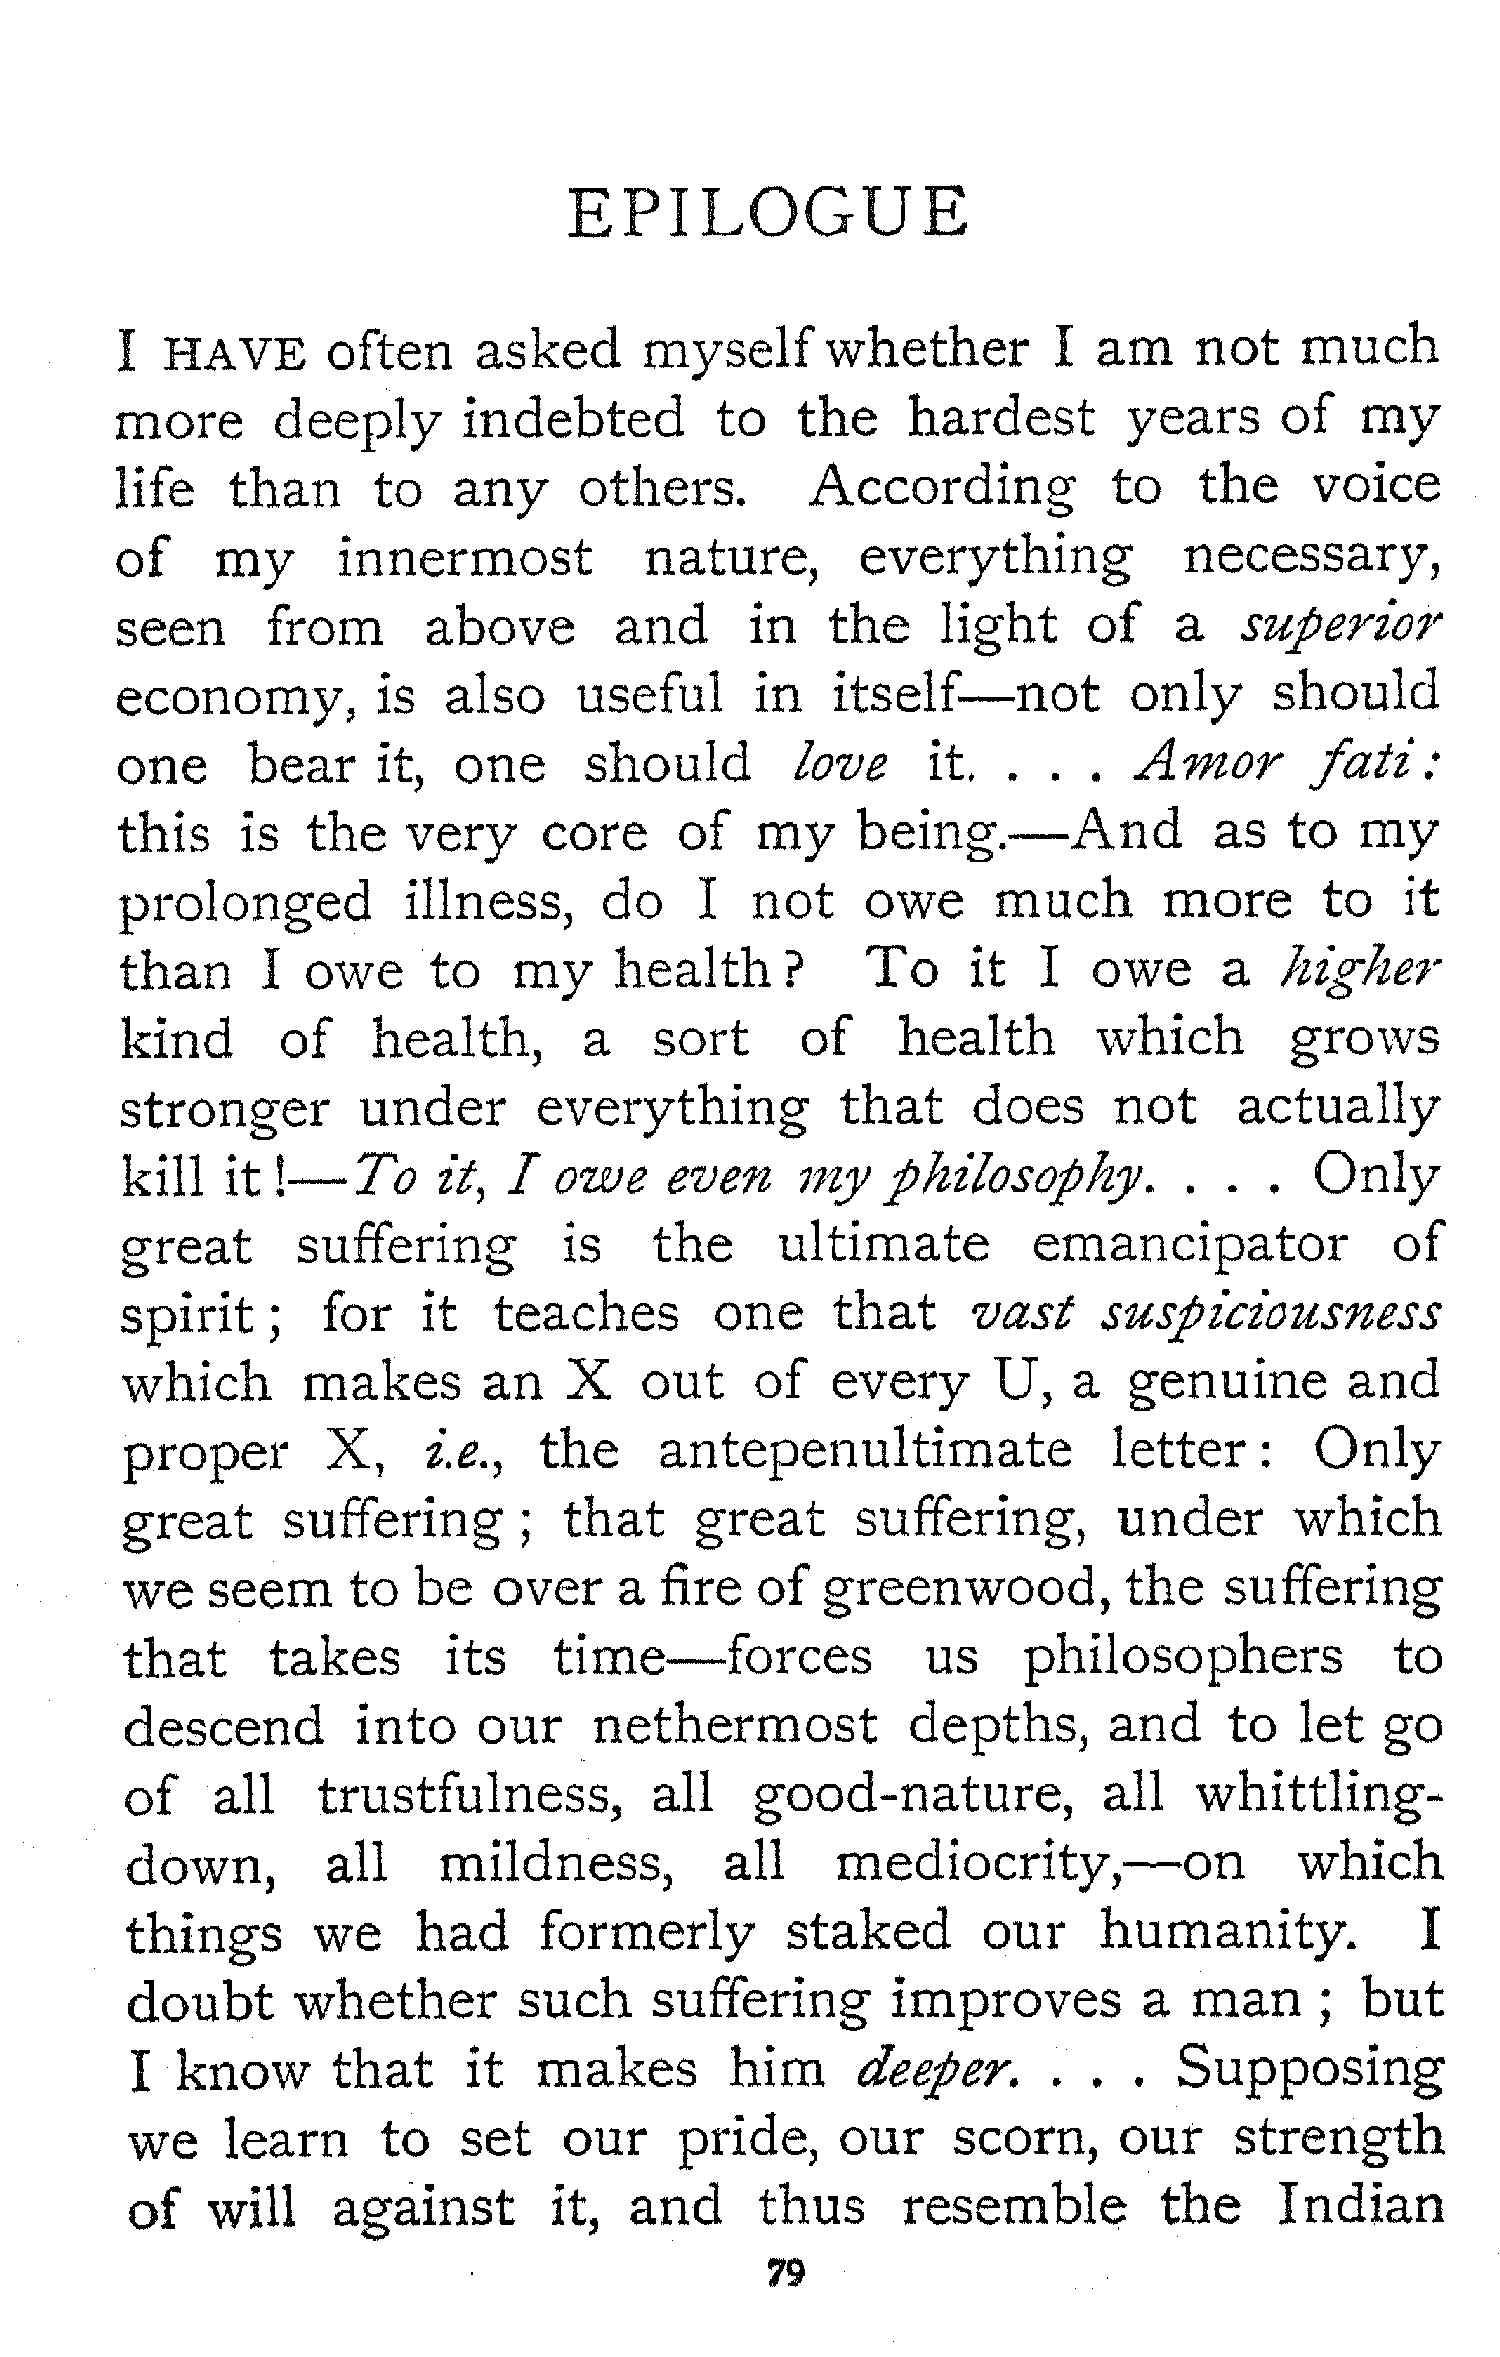 EPILOGUE
I HAVE often asked myself whether I am not much
more deeply indebted to the hardest years of my
life than to any others. According to the voice
of my innermost nature, everything necessary,
seen from above and in the light of a superior
economy, is also useful in itself—not only should
one bear it, one should love it. . . . Amor fati :
this is the very core of my being.—And as to my
prolonged illness, do I not owe much more to it
than I owe to my health ? To it I owe a higher
kind of health, a sort of health which grows
stronger under everything that does not actually
kill it !—To it, I owe even my philosophy. . . . Only
great suffering is the ultimate emancipator of
spirit ; for it teaches one that vast suspiciousness
which makes an X out of every U, a genuine and
proper X, i.e., the antepenultimate letter : Only
great suffering ; that great suffering, under which
we seem to be over a fire of greenwood, the suffering
that takes its time—forces us philosophers to
descend into our nethermost depths, and to let go
of all trustfulness, all good-nature, all whittling-
down, all mildness, all mediocrity,—on which
things we had formerly staked our humanity. I
doubt whether such suffering improves a man ; but
I know that it makes him deeper. . . . Supposing
we learn to set our pride, our scorn, our strength
of will against it, and thus resemble the Indian
79